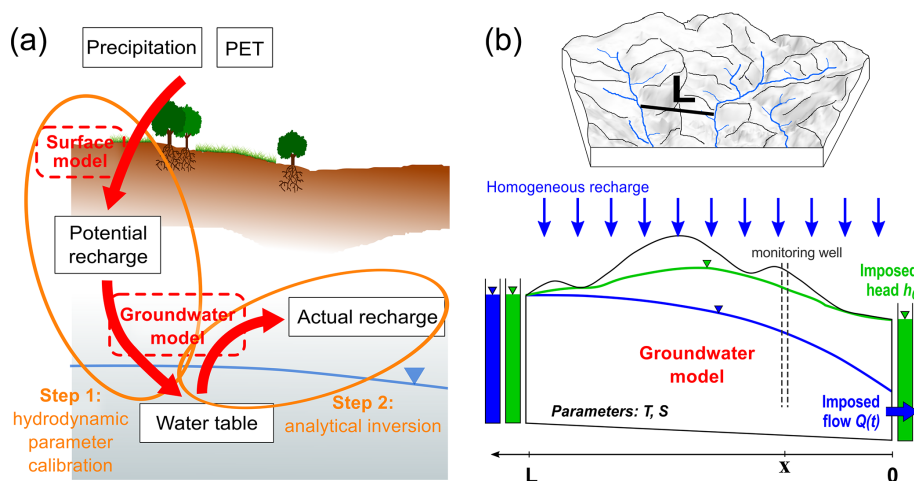 (a)
Precipitation
PET
Surface
model
Potential
recharge
Groundwater
model
Actual recharge
Step 1:
hydrodynamic
parameter
calibration
Water table
Step 2:
analytical inversion
(b)
L
Homogeneous recharge
monitoring well
Imposed
head h
Groundwater
model
Parameters: T, S
Imposed
flow Q(t)
L
x
0